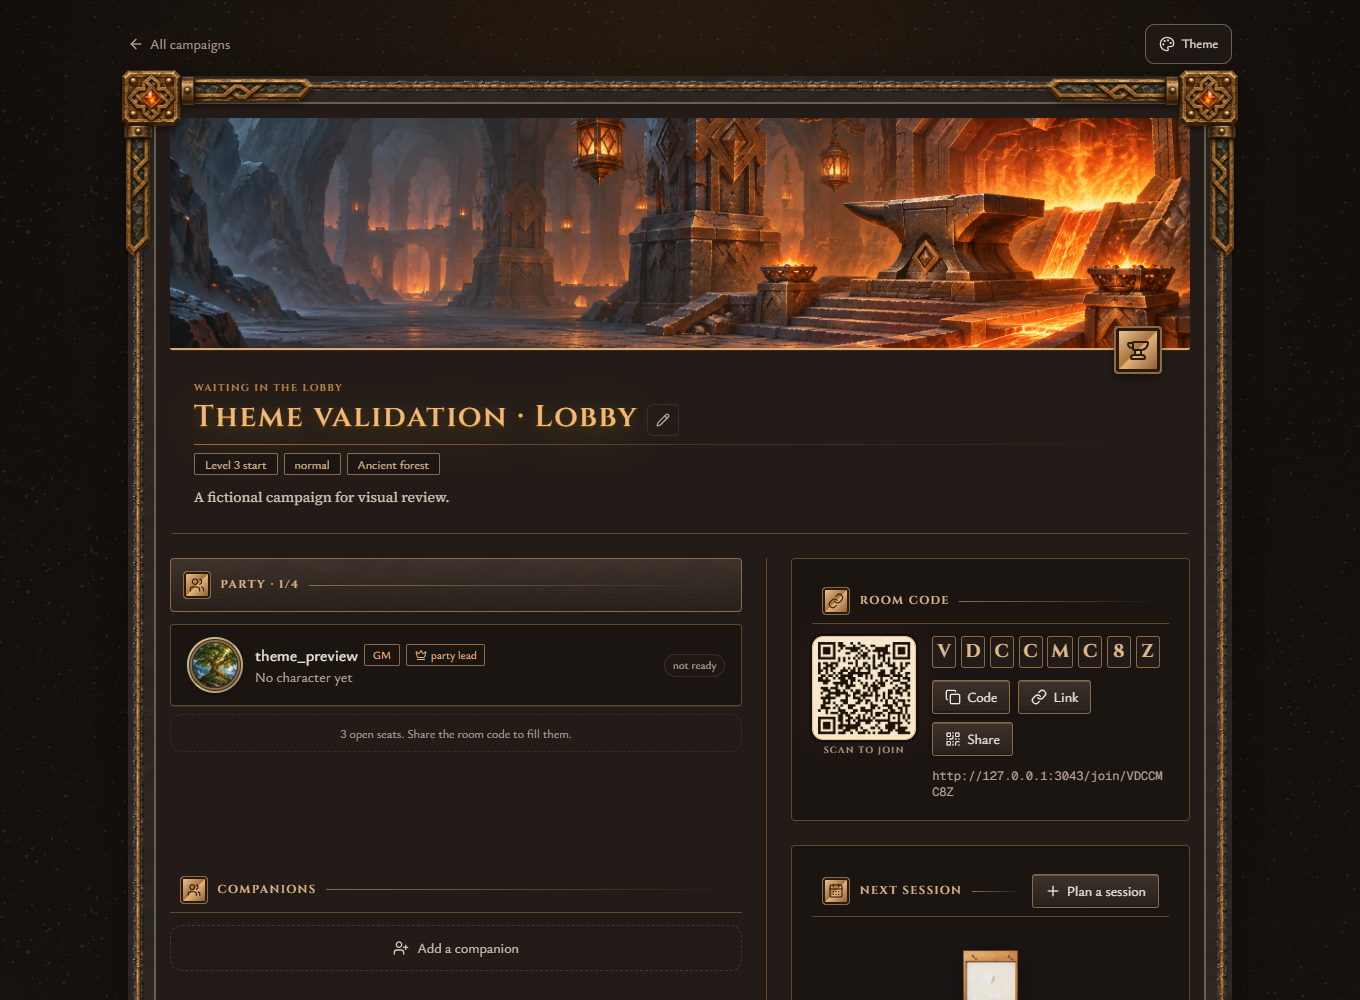 All campaigns
Theme
WAITING IN THE LOBBY
THEME VALIDATION · LOBBY
Level 3 start
normal
Ancient forest
A fictional campaign for visual review.
PARTY · 1/4
theme_preview
GM
party lead
No character yet
not ready
3 open seats. Share the room code to fill them.
COMPANIONS
Add a companion
ROOM CODE
V D C C M C 8 Z
Code
Link
Share
SCAN TO JOIN
http://127.0.0.1:3043/join/VDCCM
C8Z
NEXT SESSION
Plan a session